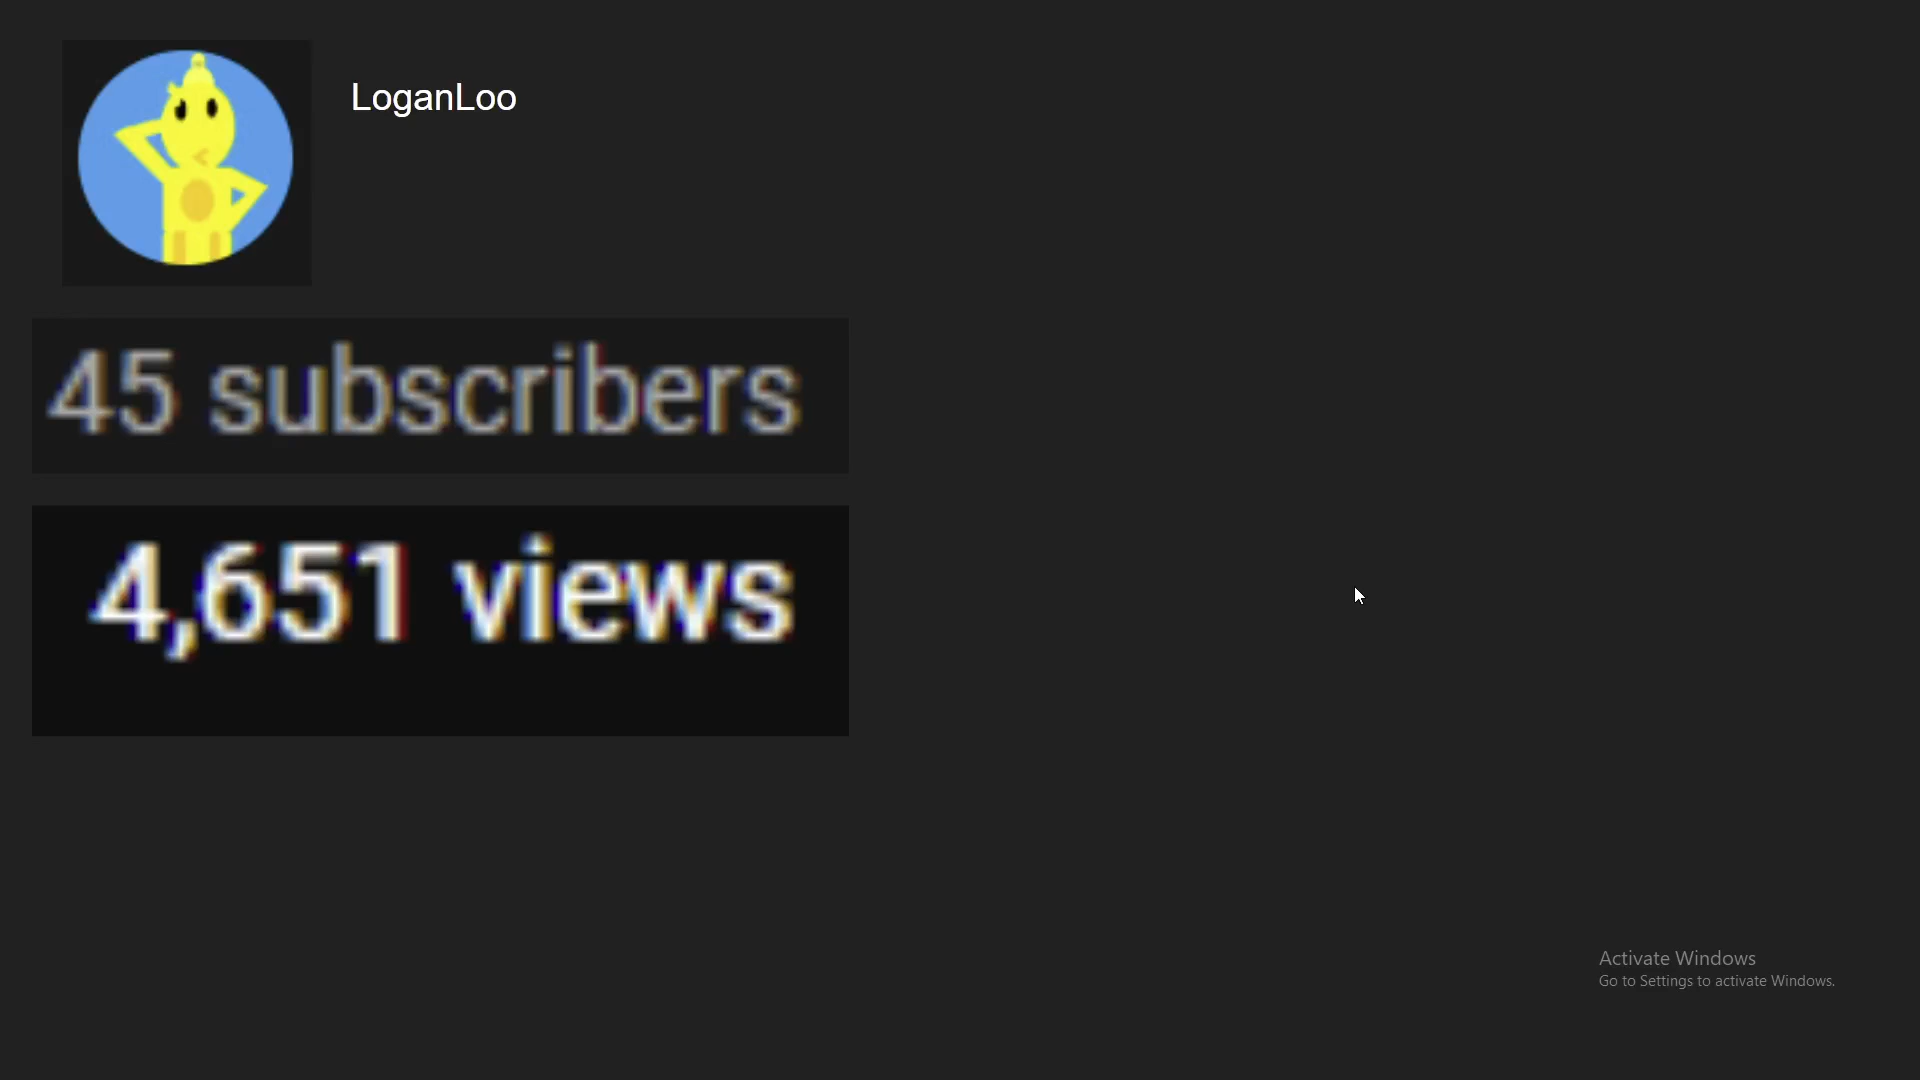 LoganLoo
45 subscribers
4,651 views
Activate Windows
Go to Settings to activate Windows.